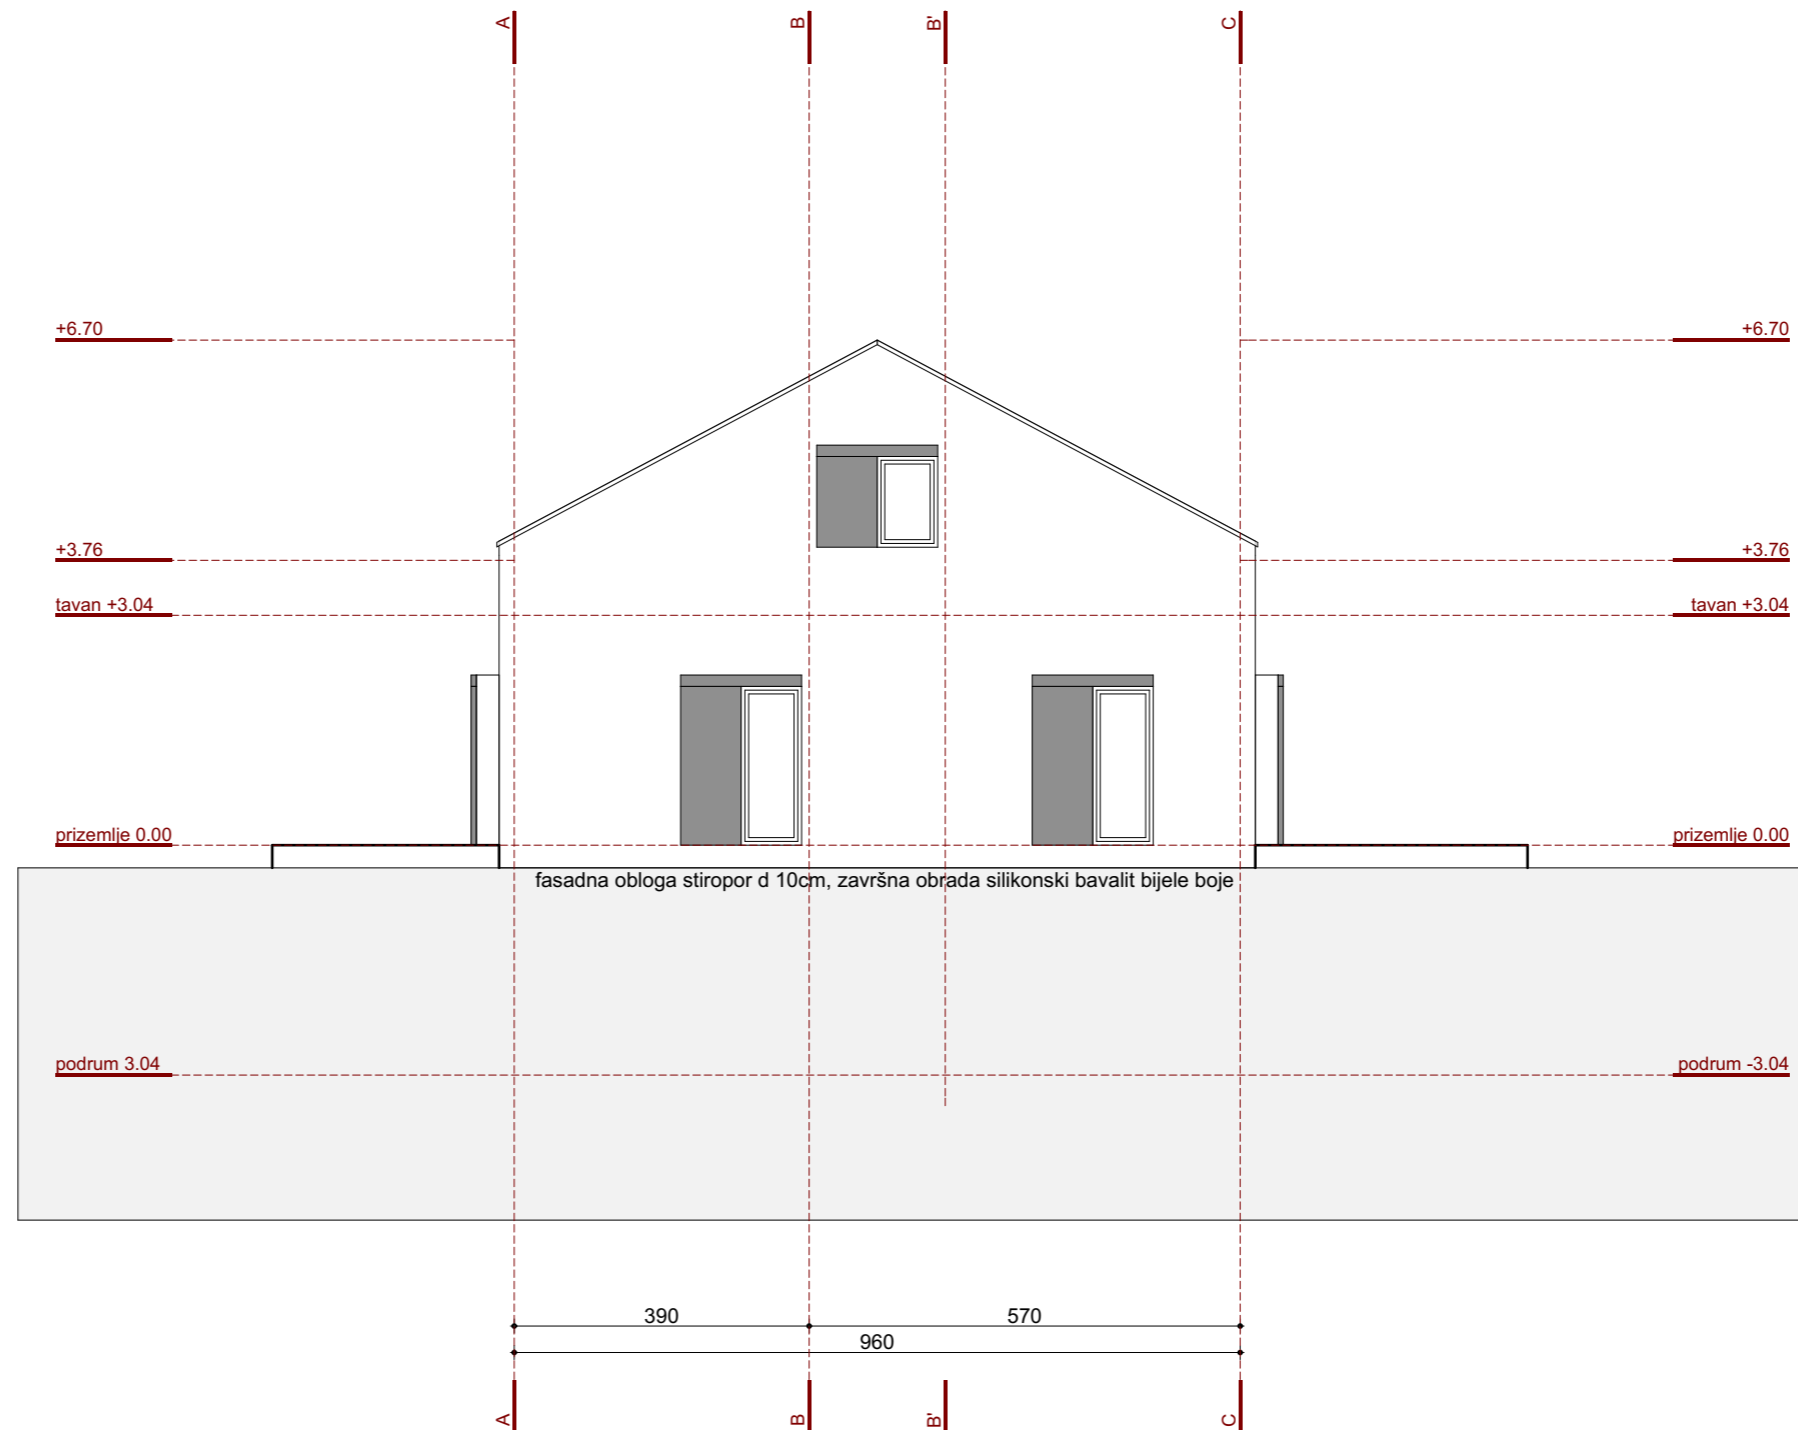 A
B
B'
C
+6.70
+6.70
+3.76
+3.76
tavan +3.04
tavan +3.04
prizemlje 0.00
prizemlje 0.00
fasadna obloga stiropor d 10cm, završna obrada silikonski bavalit bijele boje
podrum 3.04
podrum -3.04
390
570
960
A
B
B'
C